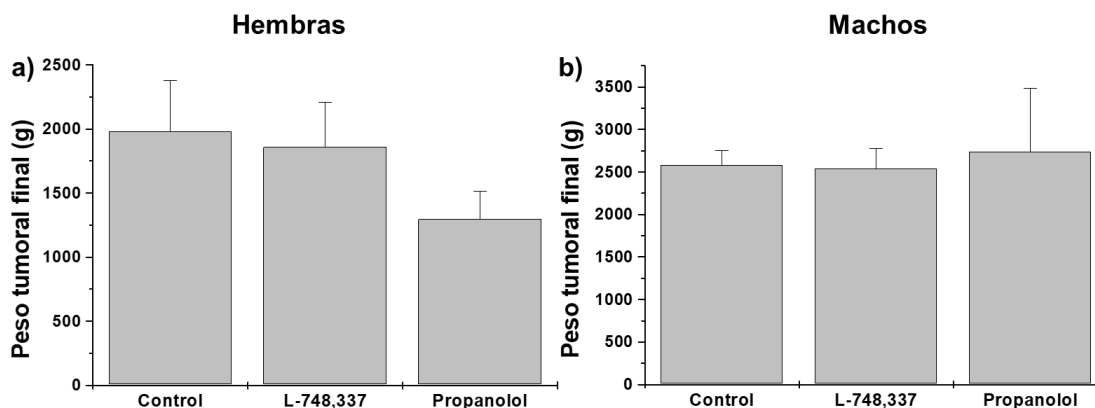 Hembras
a)
Peso tumoral final (g)
2500
2000
1500
1000
500
0
Control
L-748,337
Propanolol
Machos
b)
Peso tumoral final (g)
3500
3000
2500
2000
1500
1000
500
0
Control
L-748,337
Propanolol